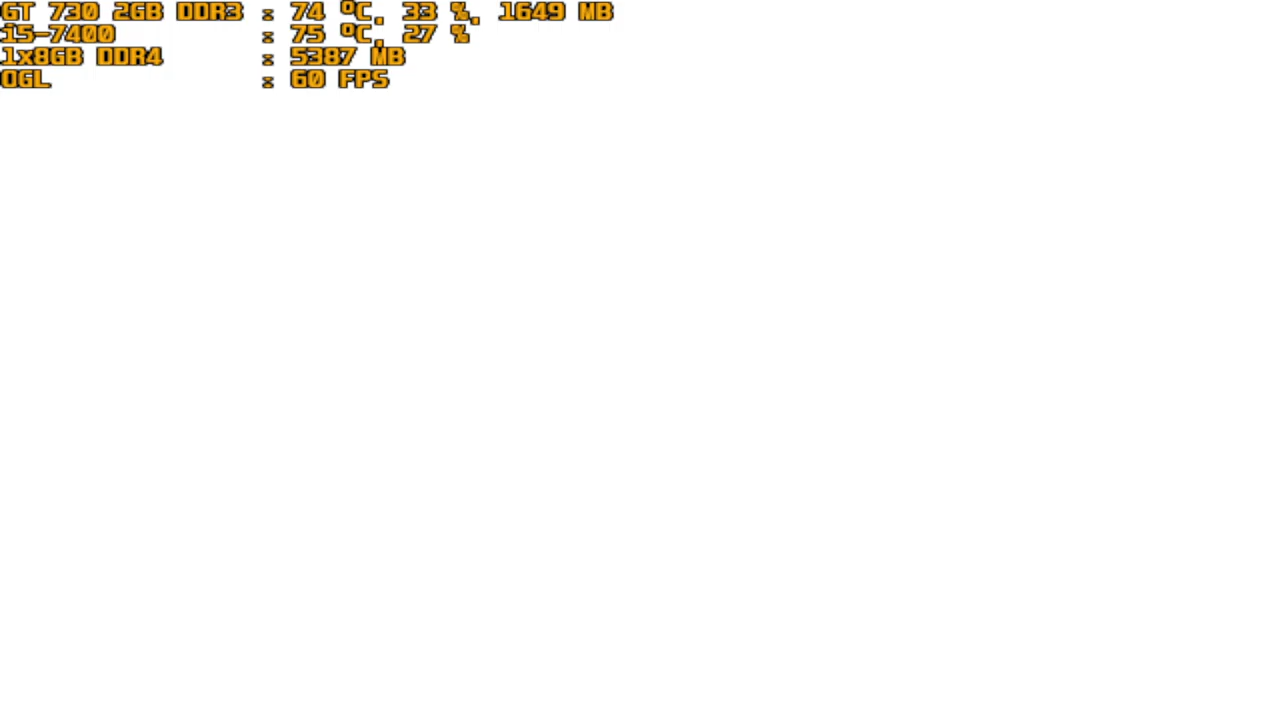 GT 730 2GB DDR3 : 74 ºC, 33 %, 1649 MB
i5-7400 : 75 ºC, 27 %
1x8GB DDR4 : 5387 MB
OGL : 60 FPS